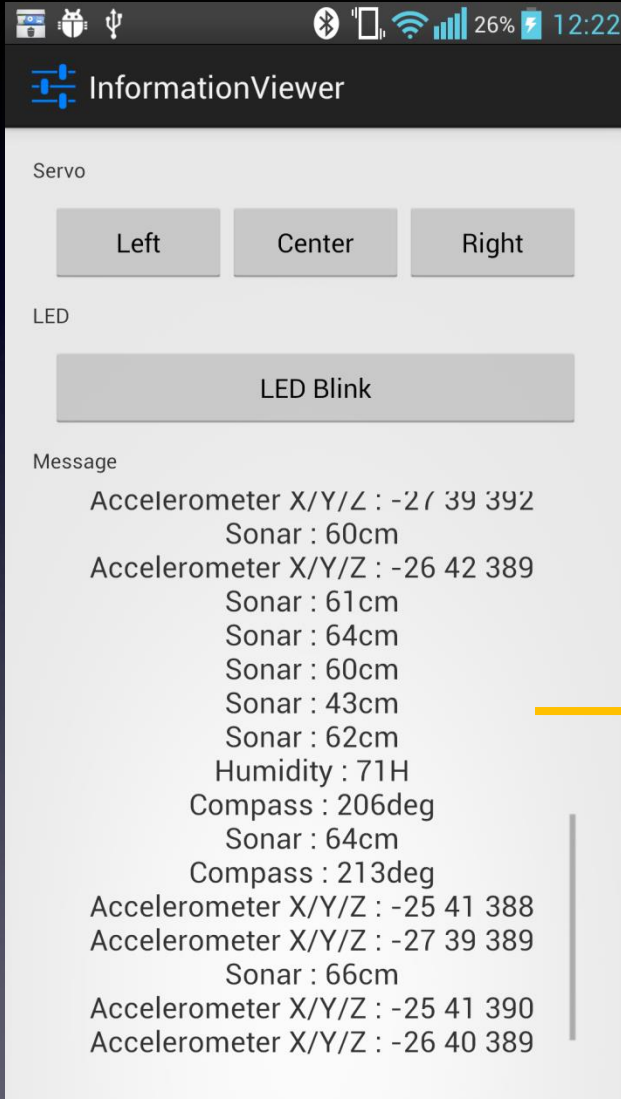 26% 12:22
InformationViewer
Servo
Left Center Right
LED
LED Blink
Message
Accelerometer X/Y/Z : -27 39 392
Sonar : 60cm
Accelerometer X/Y/Z : -26 42 389
Sonar : 61cm
Sonar : 64cm
Sonar : 60cm
Sonar : 43cm
Sonar : 62cm
Humidity : 71H
Compass : 206deg
Sonar : 64cm
Compass : 213deg
Accelerometer X/Y/Z : -25 41 388
Accelerometer X/Y/Z : -27 39 389
Sonar : 66cm
Accelerometer X/Y/Z : -25 41 390
Accelerometer X/Y/Z : -26 40 389